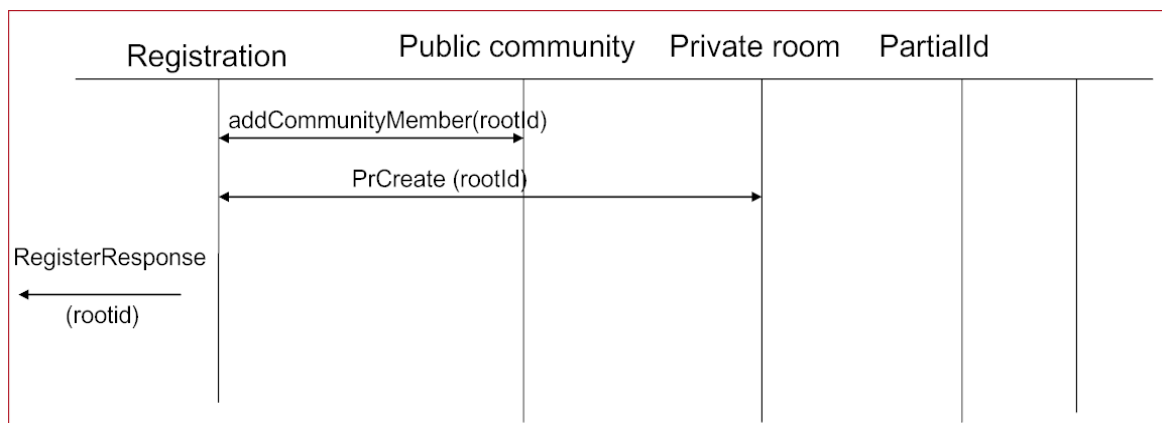 Registration
Public community
Private room
PartialId
addCommunityMember(rootId)
PrCreate (rootId)
RegisterResponse
(rootid)